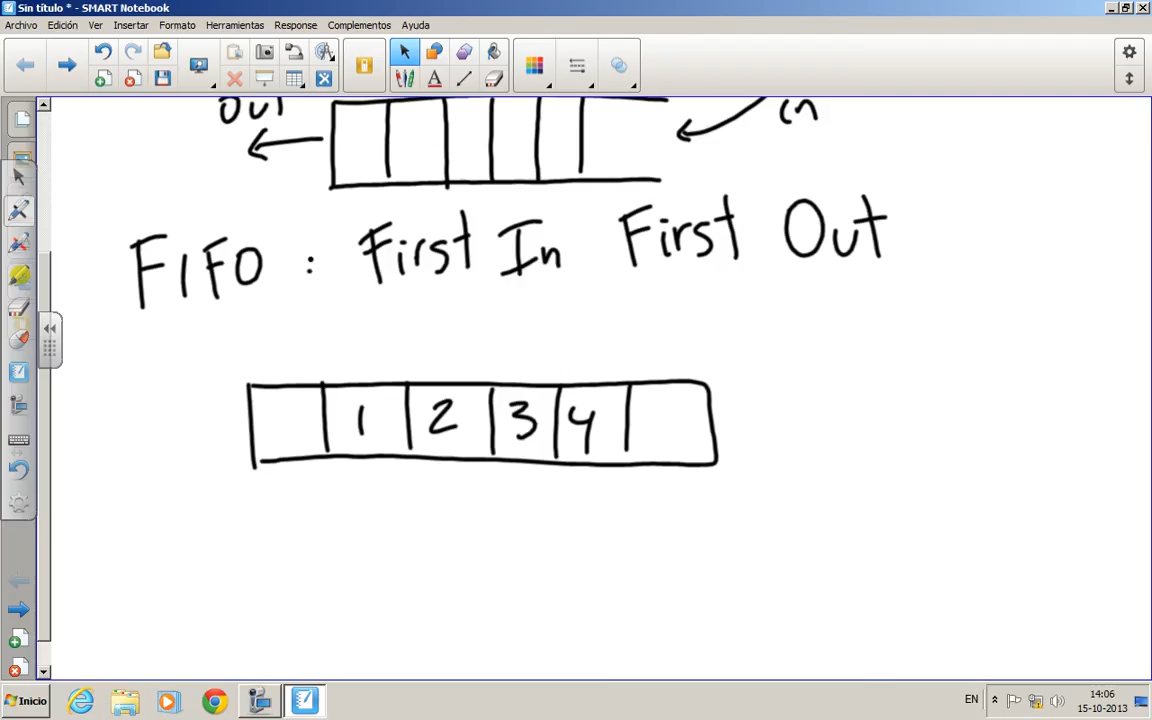 Sin título * - SMART Notebook
Archivo Edición Ver Insertar Formato Herramientas Response Complementos Ayuda
Out
in
FIFO : First In First Out
1 2 3 4
Inicio
EN
14:06
15-10-2013